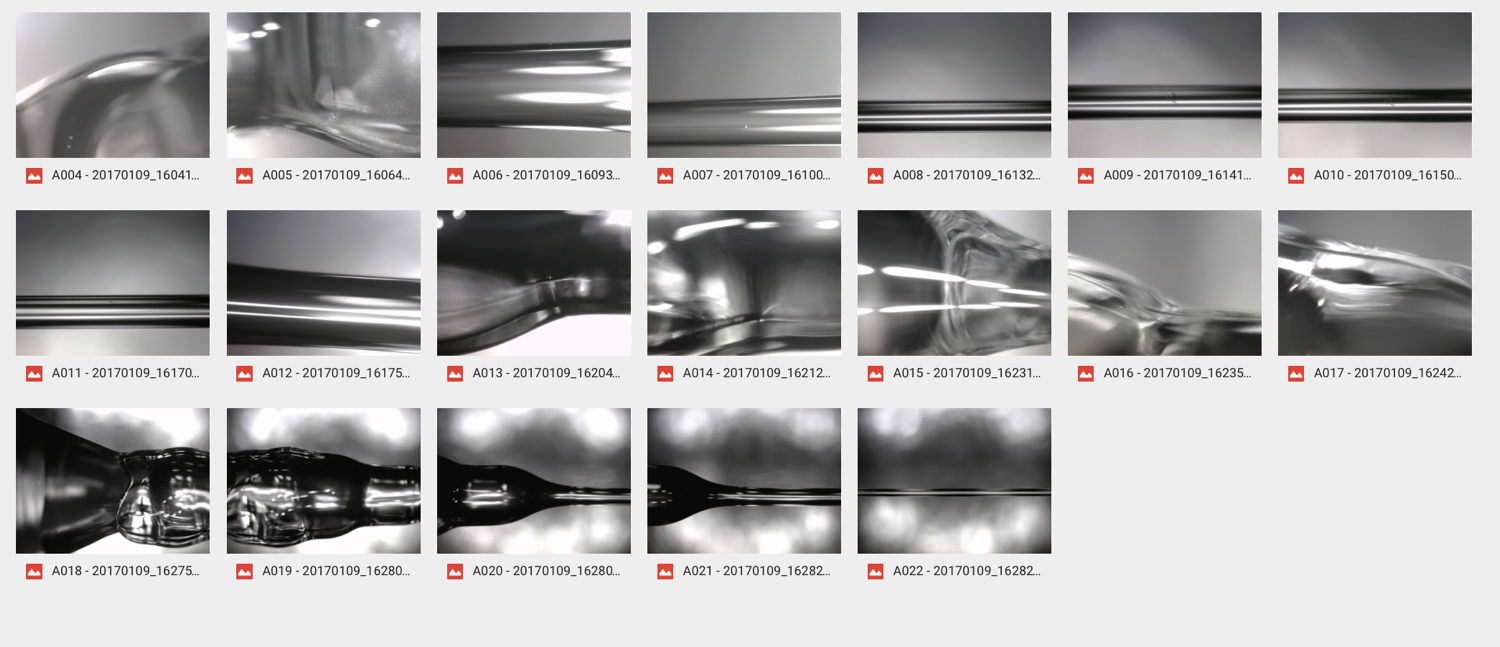 A004 - 20170109_16041...
A005 - 20170109_16064...
A006 - 20170109_16093...
A007 - 20170109_16100...
A008 - 20170109_16132...
A009 - 20170109_16141...
A010 - 20170109_16150...
A011 - 20170109_16170...
A012 - 20170109_16175...
A013 - 20170109_16204...
A014 - 20170109_16212...
A015 - 20170109_16231...
A016 - 20170109_16235...
A017 - 20170109_16242...
A018 - 20170109_16275...
A019 - 20170109_16280...
A020 - 20170109_16280...
A021 - 20170109_16282...
A022 - 20170109_16282...